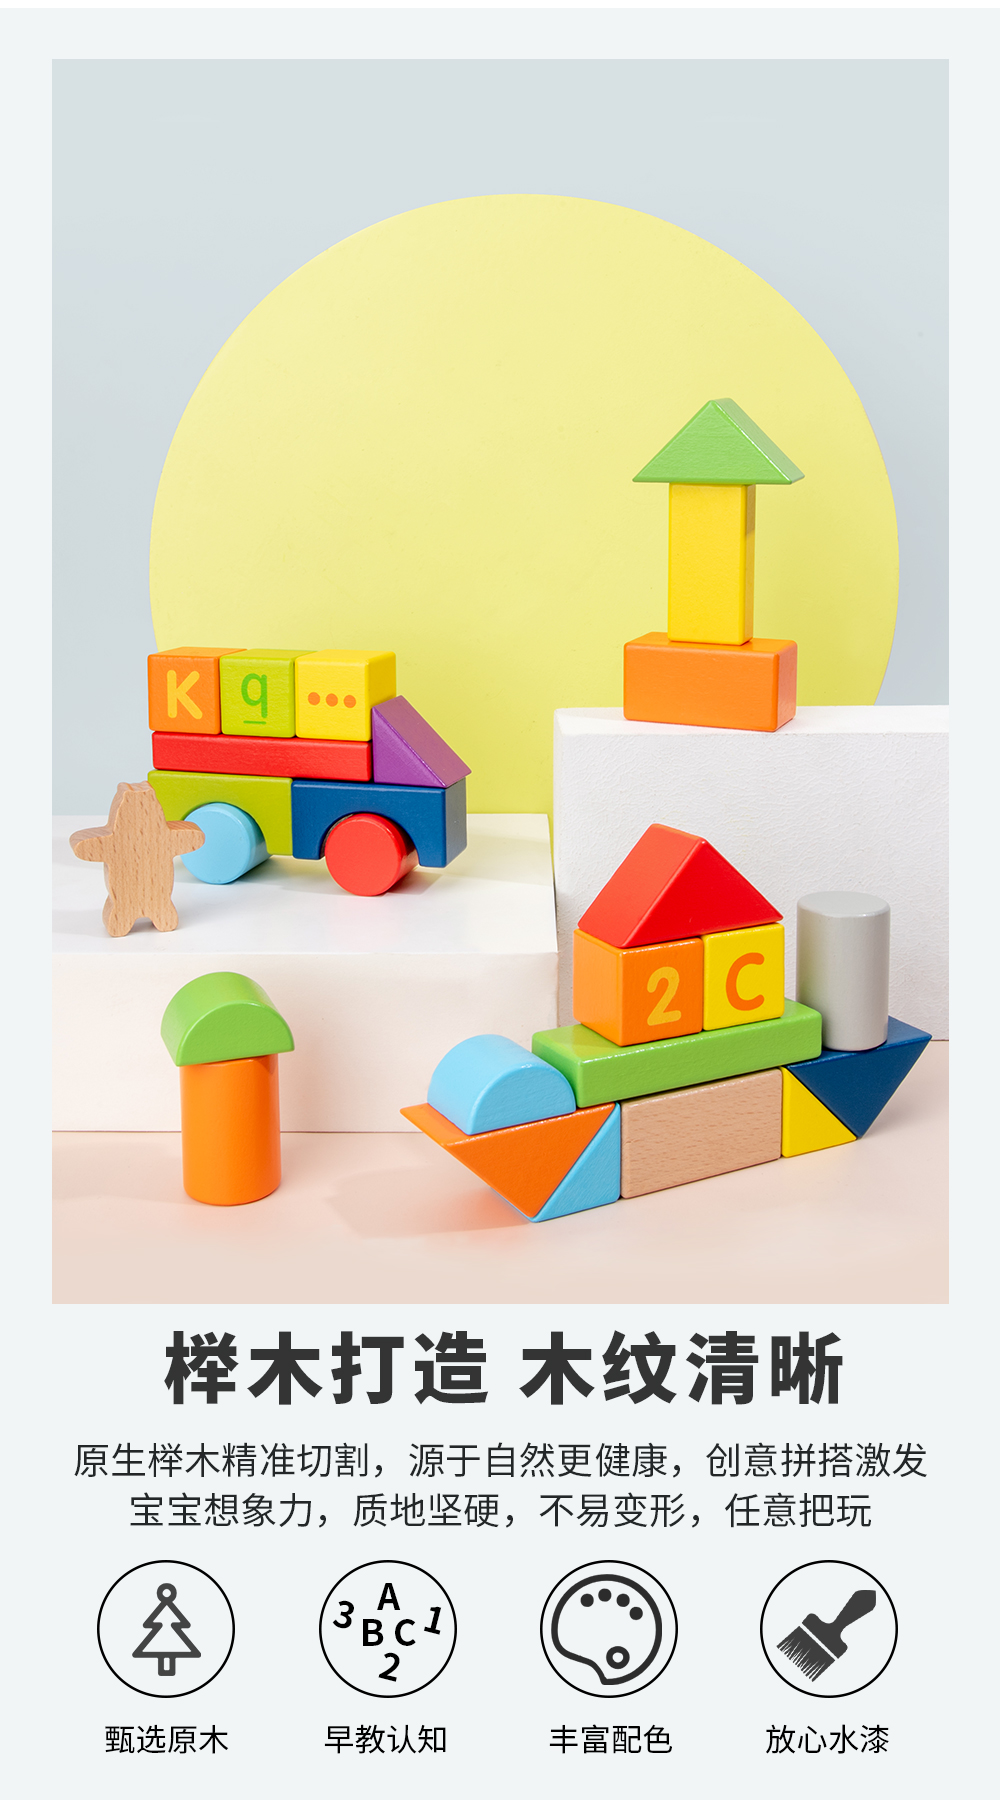 K q
2 C
榉木打造 木纹清晰
原生榉木精准切割，源于自然更健康，创意拼搭激发
宝宝想象力，质地坚硬，不易变形，任意把玩
3 A B C 1 2
甄选原木 早教认知 丰富配色 放心水漆